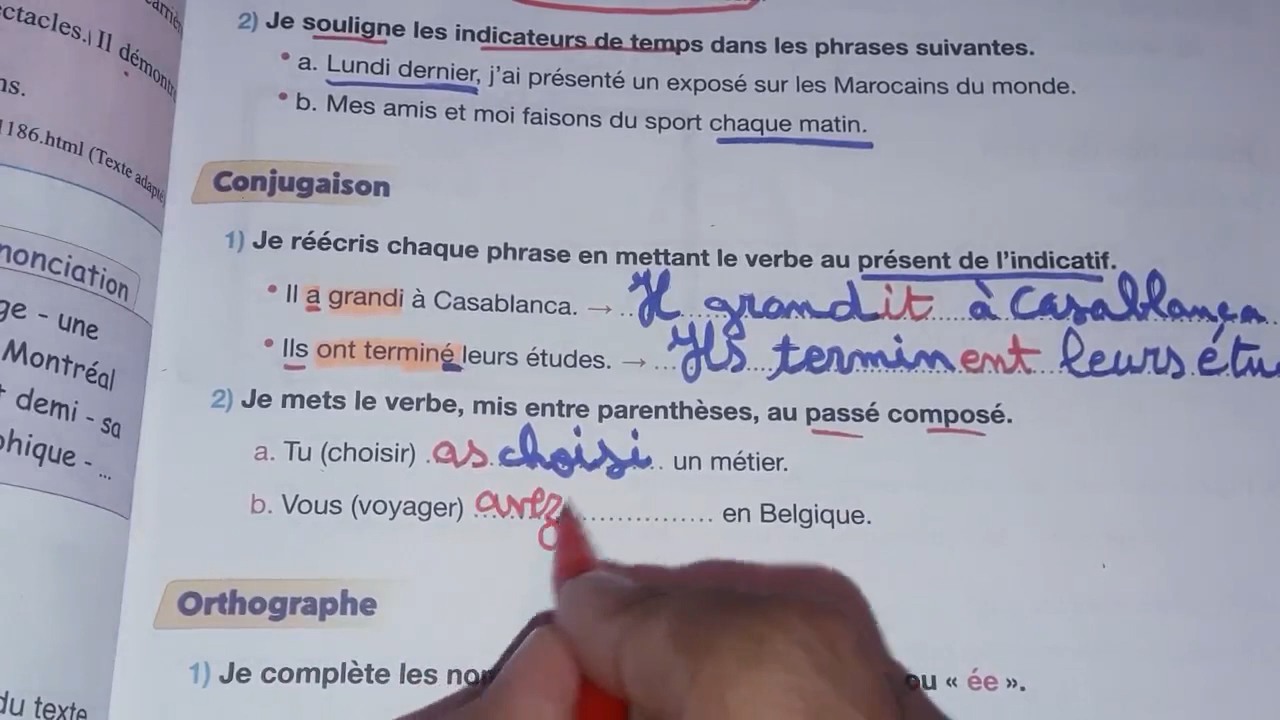 ctacles. Il démont
ns.
1186.html (Texte adapté
nonciation
ge - une
Montréal
demi - sa
phique - ...
du texte
2) Je souligne les indicateurs de temps dans les phrases suivantes.
• a. Lundi dernier, j'ai présenté un exposé sur les Marocains du monde.
• b. Mes amis et moi faisons du sport chaque matin.
Conjugaison
1) Je réécris chaque phrase en mettant le verbe au présent de l'indicatif.
• Il a grandi à Casablanca. → Il grandit à Casablança
• Ils ont terminé leurs études. → Ils terminent leurs étu
2) Je mets le verbe, mis entre parenthèses, au passé composé.
a. Tu (choisir) as choisi un métier.
b. Vous (voyager) avez ............... en Belgique.
Orthographe
1) Je complète les no ou « ée ».